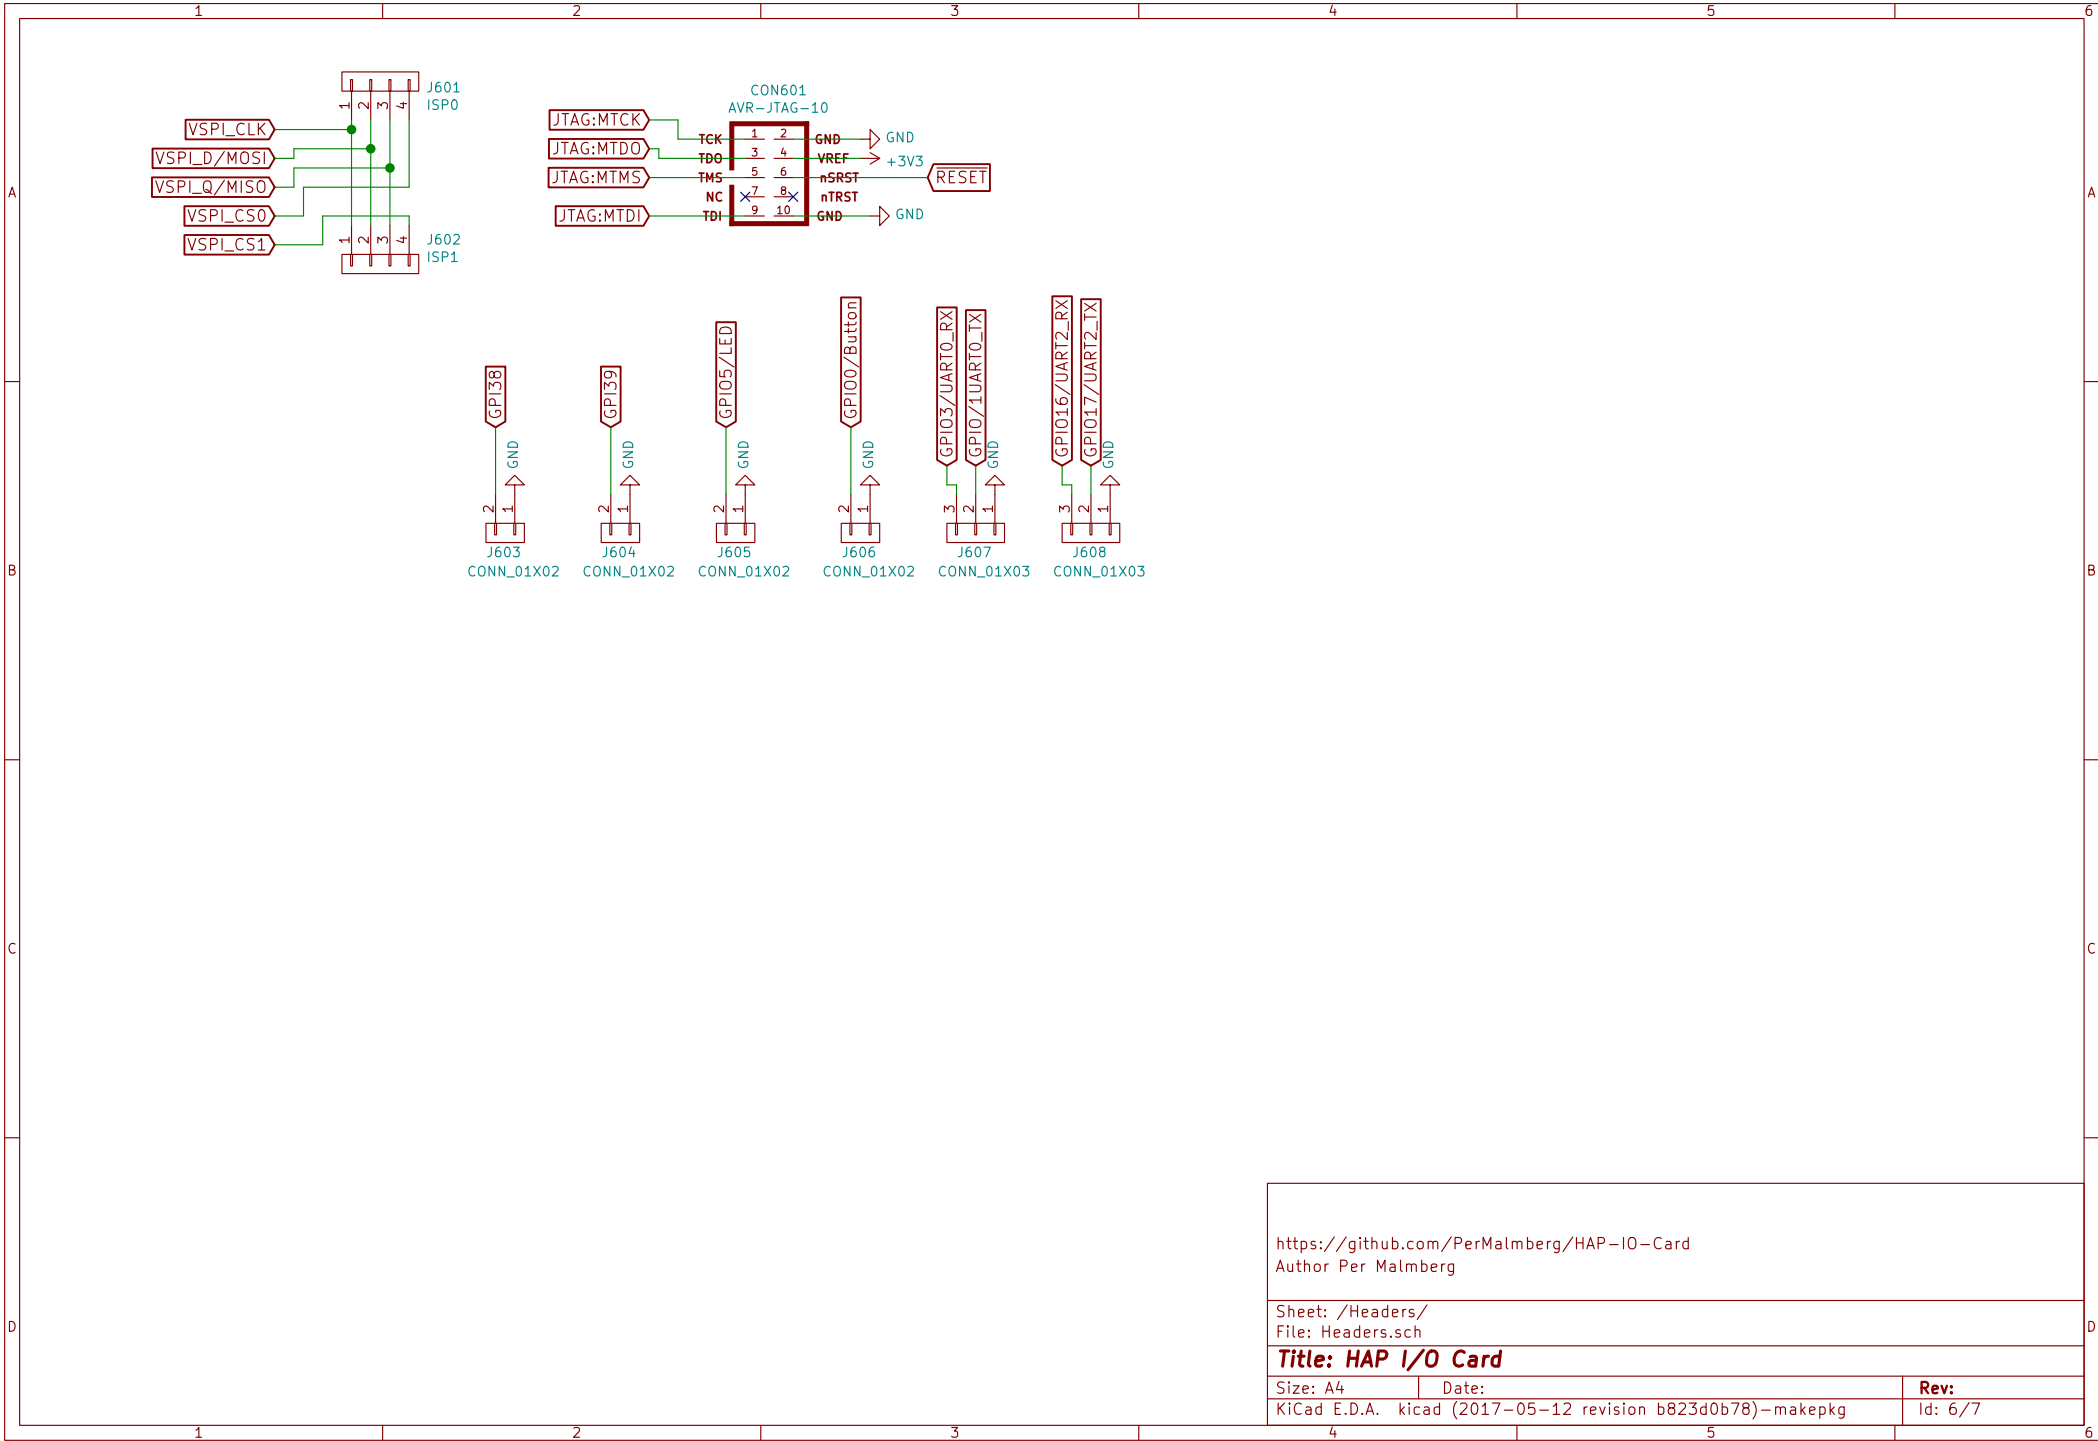 1 2 3 4 5 6
A
B
C
D
A
B
C
D
J601
ISP0
1 2 3 4
VSPI_CLK
VSPI_D/MOSI
VSPI_Q/MISO
VSPI_CS0
VSPI_CS1
1 2 3 4
J602
ISP1
CON601
AVR-JTAG-10
JTAG:MTCK
JTAG:MTDO
JTAG:MTMS
JTAG:MTDI
TCK 1 2 GND GND
TDO 3 4 VREF +3V3
TMS 5 6 nSRST RESET
NC 7 8 nTRST
TDI 9 10 GND GND
GPI38
GND
2 1
J603
CONN_01X02
GPI39
GND
2 1
J604
CONN_01X02
GPIO5/LED
GND
2 1
J605
CONN_01X02
GPIO0/Button
GND
2 1
J606
CONN_01X02
GPIO3/UART0_RX
GPIO/1UART0_TX
GND
3 2 1
J607
CONN_01X03
GPIO16/UART2_RX
GPIO17/UART2_TX
GND
3 2 1
J608
CONN_01X03
https://github.com/PerMalmberg/HAP-IO-Card
Author Per Malmberg
Sheet: /Headers/
File: Headers.sch
Title: HAP I/O Card
Size: A4 Date: Rev:
KiCad E.D.A. kicad (2017-05-12 revision b823d0b78)-makepkg Id: 6/7
1 2 3 4 5 6